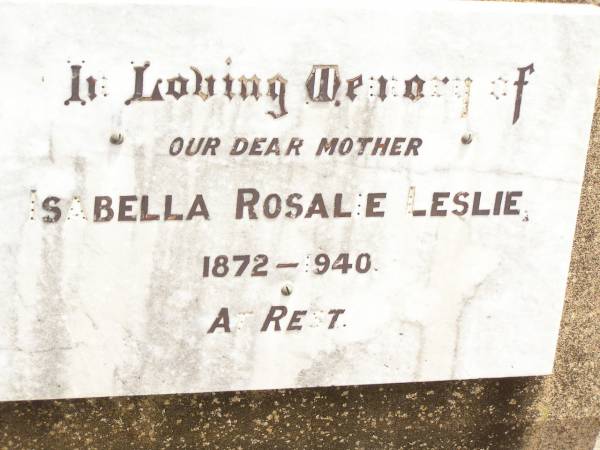 In Loving Memory of
OUR DEAR MOTHER
ISABELLA ROSALIE LESLIE,
1872 – 1940.
AT REST.